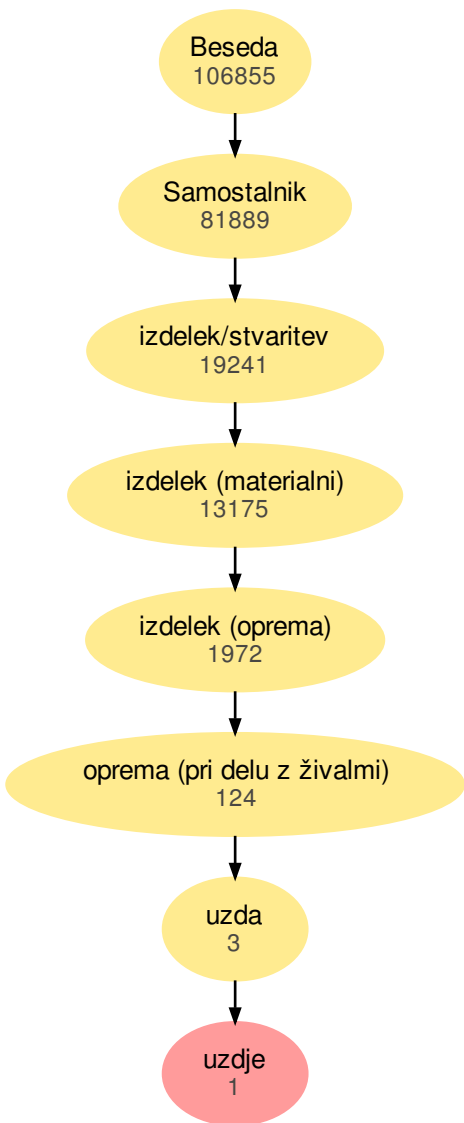 Beseda
106855
Samostalnik
81889
izdelek/stvaritev
19241
izdelek (materialni)
13175
izdelek (oprema)
1972
oprema (pri delu z živalmi)
124
uzda
3
uzdje
1